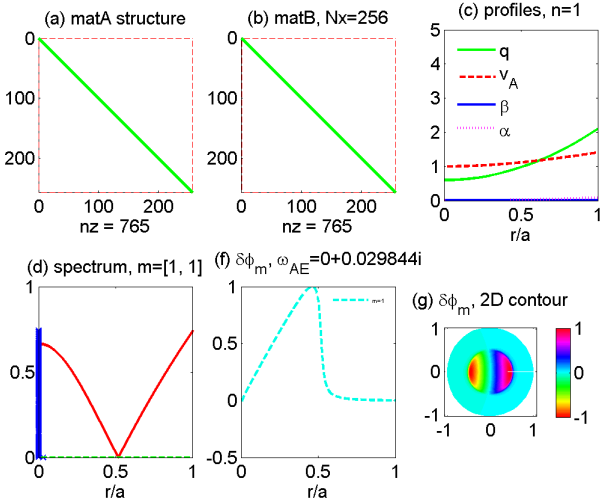 (a) matA structure
0
100
200
0 100 200
nz = 765
(b) matB, Nx=256
0
100
200
0 100 200
nz = 765
(c) profiles, n=1
5
4
3
2
1
0
q
v_A
β
α
0 0.5 1
r/a
(d) spectrum, m=[1, 1]
1
0.5
0
0 0.5 1
r/a
(f) δϕ_m, ω_AE=0+0.029844i
1
0.5
0
-0.5
m=1
0 0.5 1
r/a
(g) δϕ_m, 2D contour
1
0
-1
-1 0 1
1
0
-1